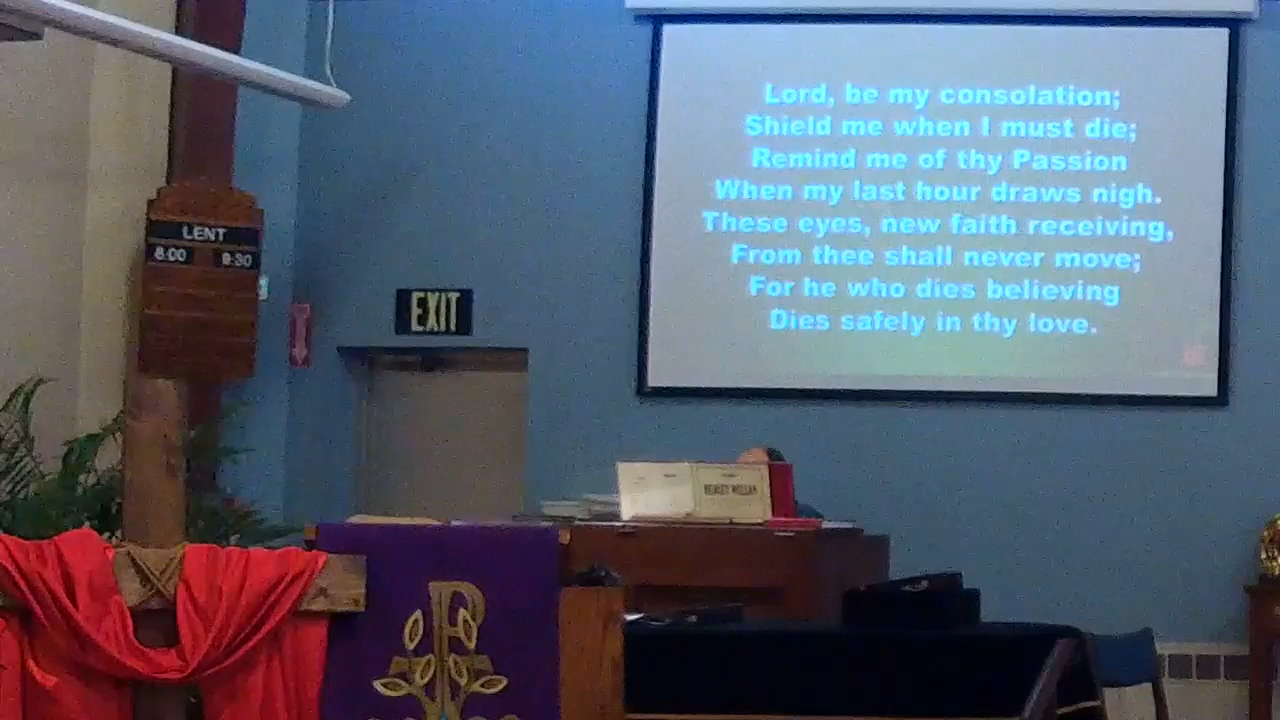 Lord, be my consolation;
Shield me when I must die;
Remind me of thy Passion
When my last hour draws nigh.
These eyes, new faith receiving,
From thee shall never move;
For he who dies believing
Dies safely in thy love.
LENT
8:00 9:30
EXIT
HEALEY WILLAN